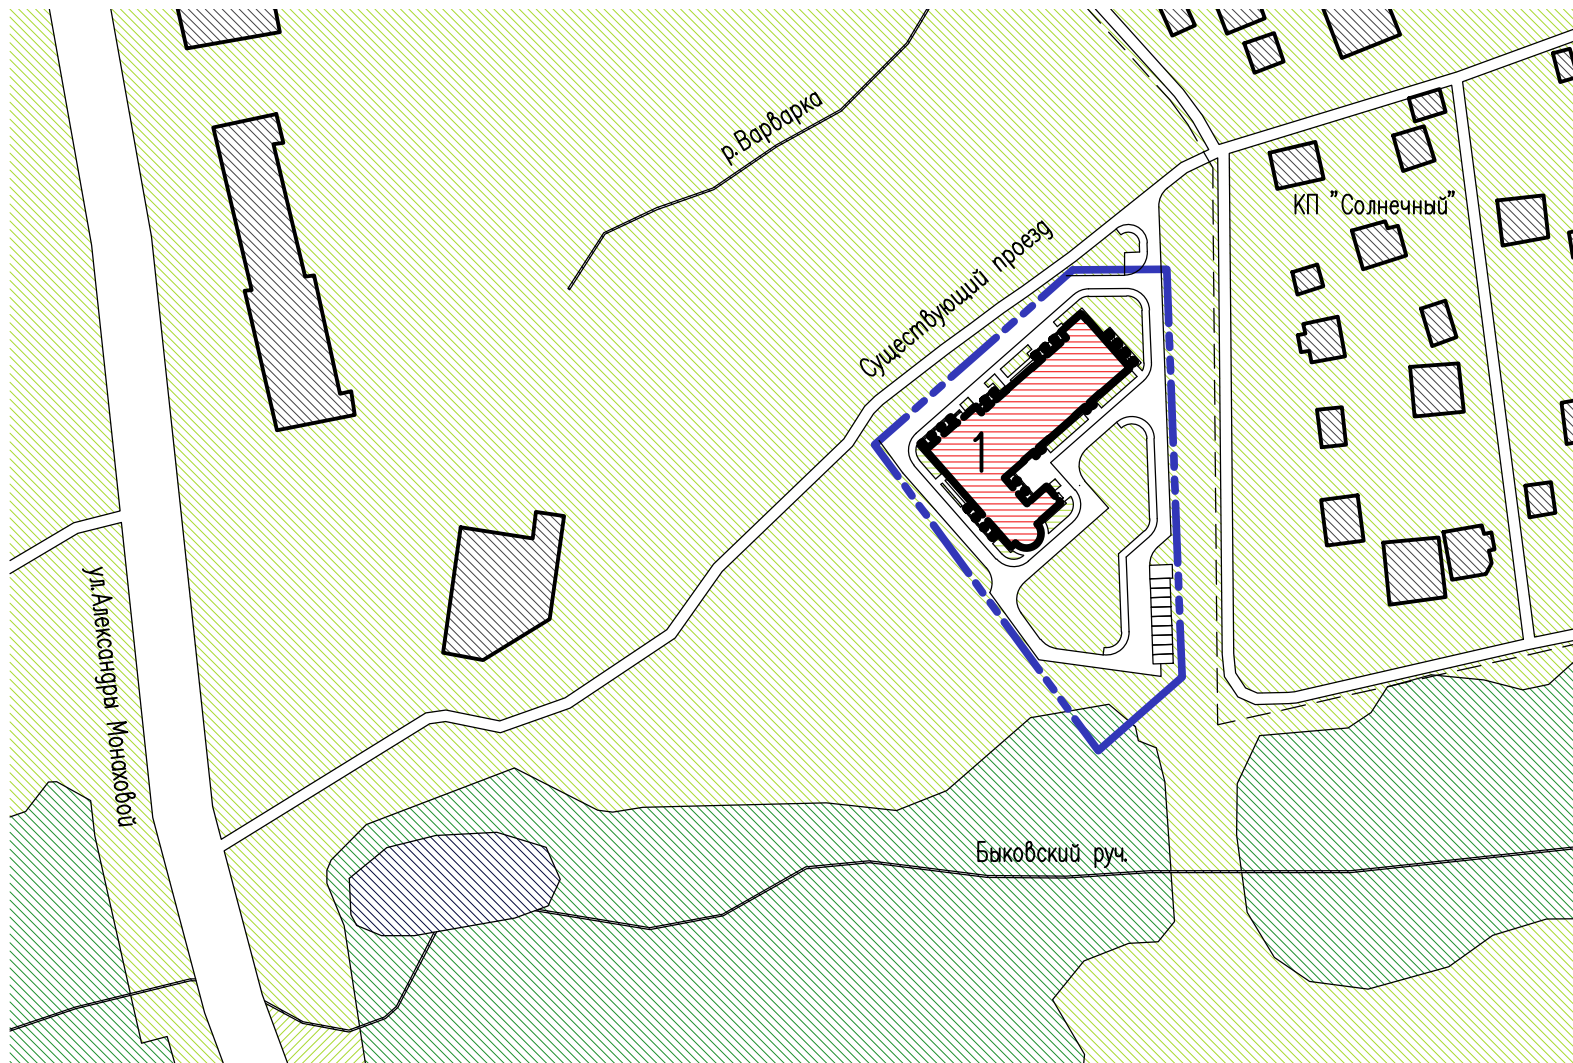 р.Варварка
КП "Солнечный"
Существующий проезд
1
ул.Александры Монаховой
Быковский руч.